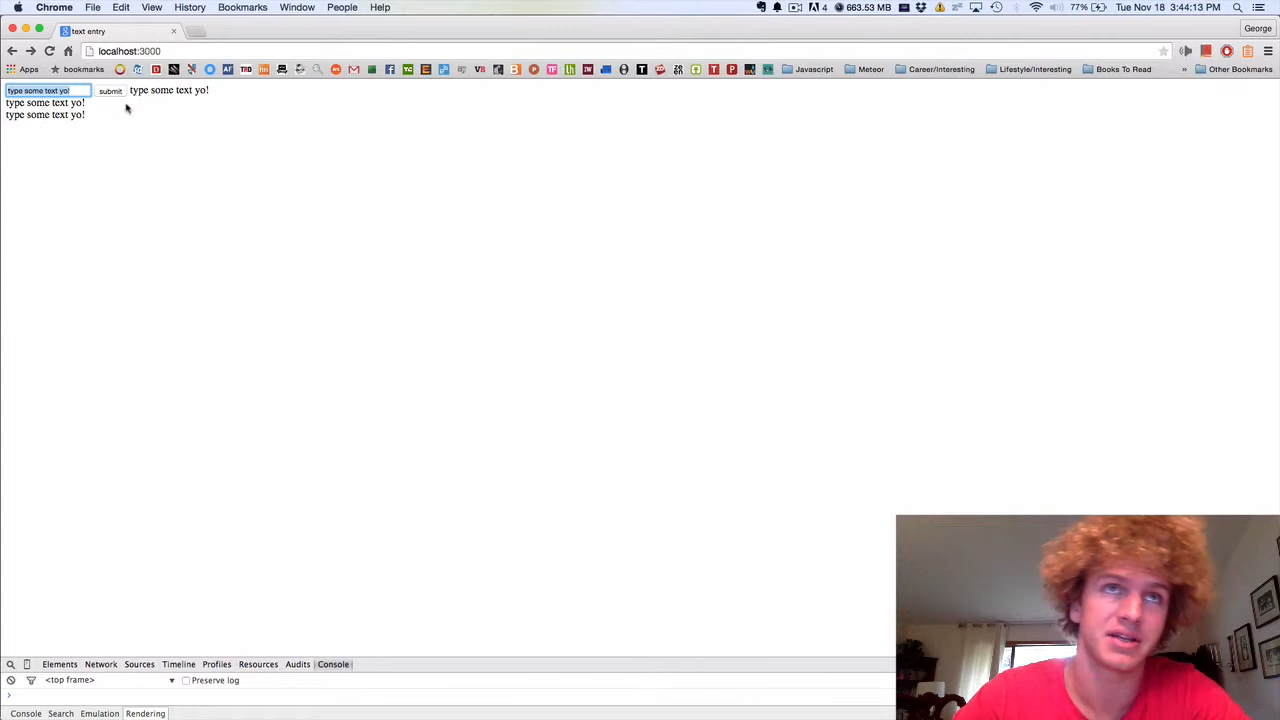 Chrome File Edit View History Bookmarks Window People Help 4 663.53 MB 77% Tue Nov 18 3:44:13 PM
text entry George
localhost:3000
Apps bookmarks Javascript Meteor Career/Interesting Lifestyle/Interesting Books To Read » Other Bookmarks
type some text yo! submit type some text yo!
type some text yo!
type some text yo!
Elements Network Sources Timeline Profiles Resources Audits Console
<top frame> Preserve log
Console Search Emulation Rendering